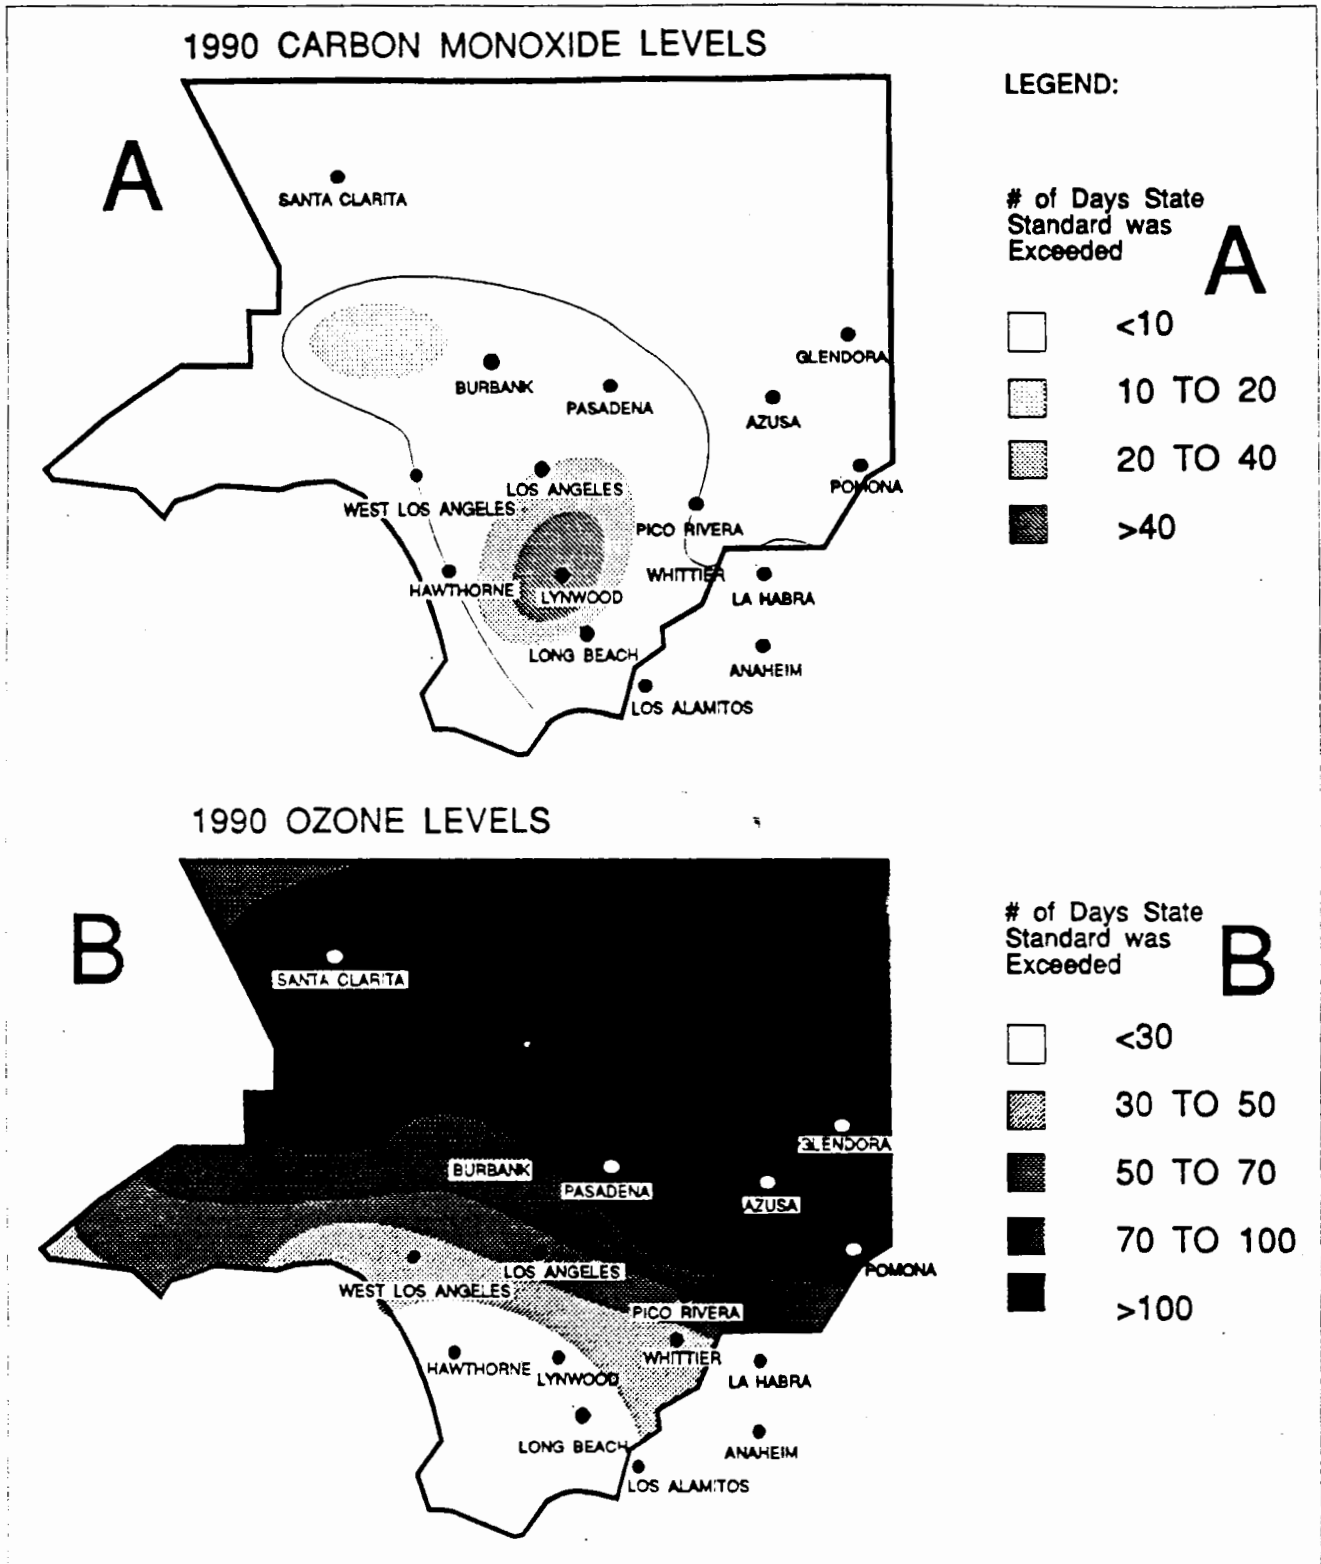 1990 CARBON MONOXIDE LEVELS
LEGEND:
A
SANTA CLARITA
# of Days State
Standard was
Exceeded
A
<10
GLENDORA
BURBANK
PASADENA
10 TO 20
AZUSA
20 TO 40
LOS ANGELES
POMONA
WEST LOS ANGELES
PICO RIVERA
>40
WHITTIER
HAWTHORNE
LYNWOOD
LA HABRA
LONG BEACH
ANAHEIM
LOS ALAMITOS
1990 OZONE LEVELS
B
# of Days State
Standard was
Exceeded
B
SANTA CLARITA
<30
30 TO 50
GLENDORA
BURBANK
PASADENA
50 TO 70
AZUSA
70 TO 100
LOS ANGELES
POMONA
WEST LOS ANGELES
PICO RIVERA
>100
WHITTIER
HAWTHORNE
LYNWOOD
LA HABRA
LONG BEACH
ANAHEIM
LOS ALAMITOS